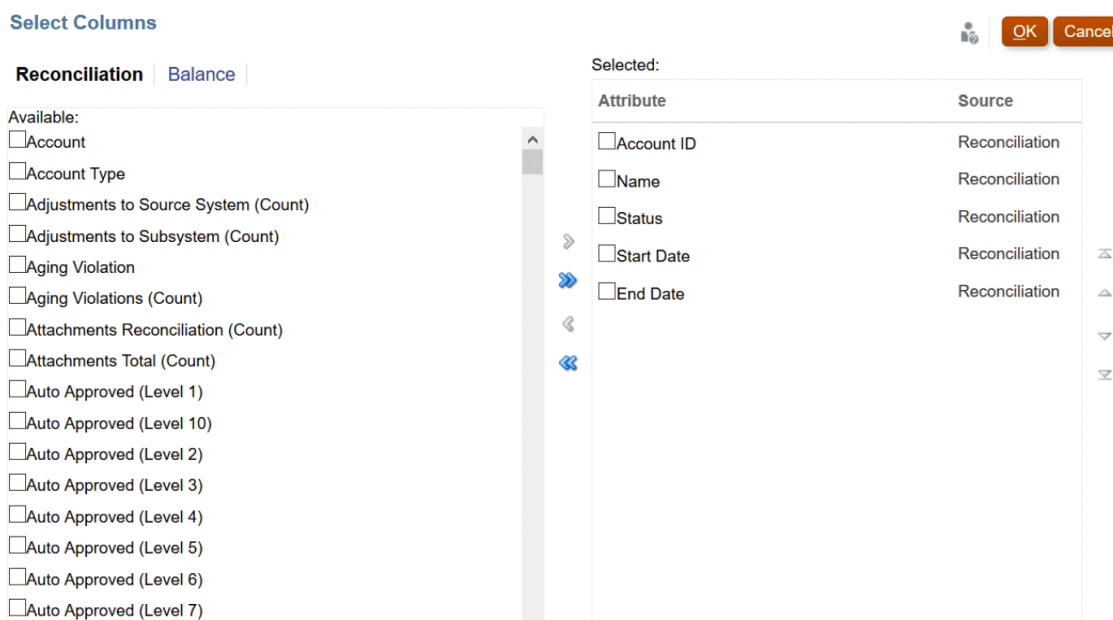 Select Columns
OK
Cancel
Reconciliation
Balance
Selected:
Attribute
Source
Available:
Account
Account Type
Adjustments to Source System (Count)
Adjustments to Subsystem (Count)
Aging Violation
Aging Violations (Count)
Attachments Reconciliation (Count)
Attachments Total (Count)
Auto Approved (Level 1)
Auto Approved (Level 10)
Auto Approved (Level 2)
Auto Approved (Level 3)
Auto Approved (Level 4)
Auto Approved (Level 5)
Auto Approved (Level 6)
Auto Approved (Level 7)
Account ID Reconciliation
Name Reconciliation
Status Reconciliation
Start Date Reconciliation
End Date Reconciliation